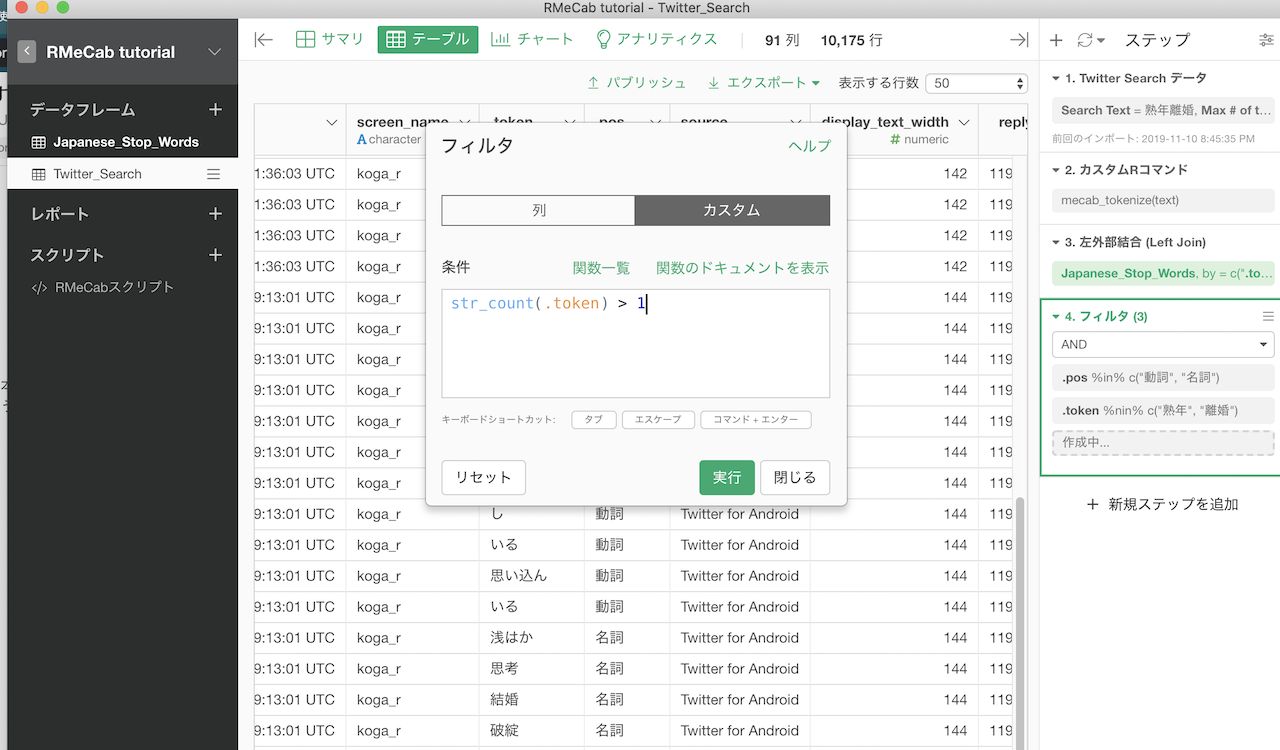 RMeCab tutorial - Twitter_Search
RMeCab tutorial
データフレーム
Japanese_Stop_Words
Twitter_Search
レポート
スクリプト
</> RMeCabスクリプト
サマリ テーブル チャート アナリティクス 91 列 10,175 行
パブリッシュ エクスポート 表示する行数 50
screen_name token pos source display_text_width reply
character numeric
1:36:03 UTC koga_r 142 119
1:36:03 UTC koga_r 142 119
1:36:03 UTC koga_r 142 119
1:36:03 UTC koga_r 142 119
9:13:01 UTC koga_r 144 119
9:13:01 UTC koga_r 144 119
9:13:01 UTC koga_r 144 119
9:13:01 UTC koga_r 144 119
9:13:01 UTC koga_r 144 119
9:13:01 UTC koga_r 144 119
9:13:01 UTC koga_r 144 119
9:13:01 UTC koga_r し 動詞 Twitter for Android 144 119
9:13:01 UTC koga_r いる 動詞 Twitter for Android 144 119
9:13:01 UTC koga_r 思い込ん 動詞 Twitter for Android 144 119
9:13:01 UTC koga_r いる 動詞 Twitter for Android 144 119
9:13:01 UTC koga_r 浅はか 名詞 Twitter for Android 144 119
9:13:01 UTC koga_r 思考 名詞 Twitter for Android 144 119
9:13:01 UTC koga_r 結婚 名詞 Twitter for Android 144 119
9:13:01 UTC koga_r 破綻 名詞 Twitter for Android 144 119
フィルタ ヘルプ
列 カスタム
条件 関数一覧 関数のドキュメントを表示
str_count(.token) > 1
キーボードショートカット: タブ エスケープ コマンド + エンター
リセット 実行 閉じる
ステップ
1. Twitter Search データ
Search Text = 熟年離婚, Max # of t...
前回のインポート: 2019-11-10 8:45:35 PM
2. カスタムRコマンド
mecab_tokenize(text)
3. 左外部結合 (Left Join)
Japanese_Stop_Words, by = c(".to...
4. フィルタ (3)
AND
.pos %in% c("動詞", "名詞")
.token %nin% c("熟年", "離婚")
作成中...
新規ステップを追加